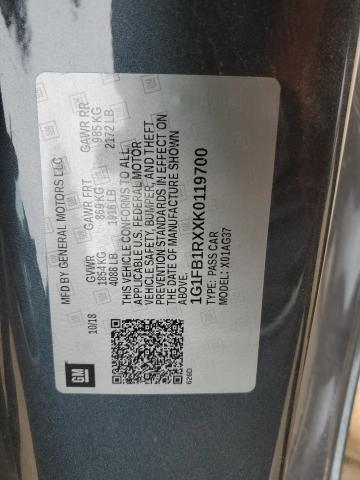 MFD BY GENERAL MOTORS LLC
10/18
GVWR GAWR FRT GAWR RR
1854 KG 869 KG 985 KG
4088 LB 1916 LB 2172 LB
THIS VEHICLE CONFORMS TO ALL
APPLICABLE U.S. FEDERAL MOTOR
VEHICLE SAFETY, BUMPER, AND THEFT
PREVENTION STANDARDS IN EFFECT ON
THE DATE OF MANUFACTURE SHOWN
ABOVE.
1G1FB1RXXK0119700
TYPE: PASS CAR
MODEL: X01AG37
GM
626D